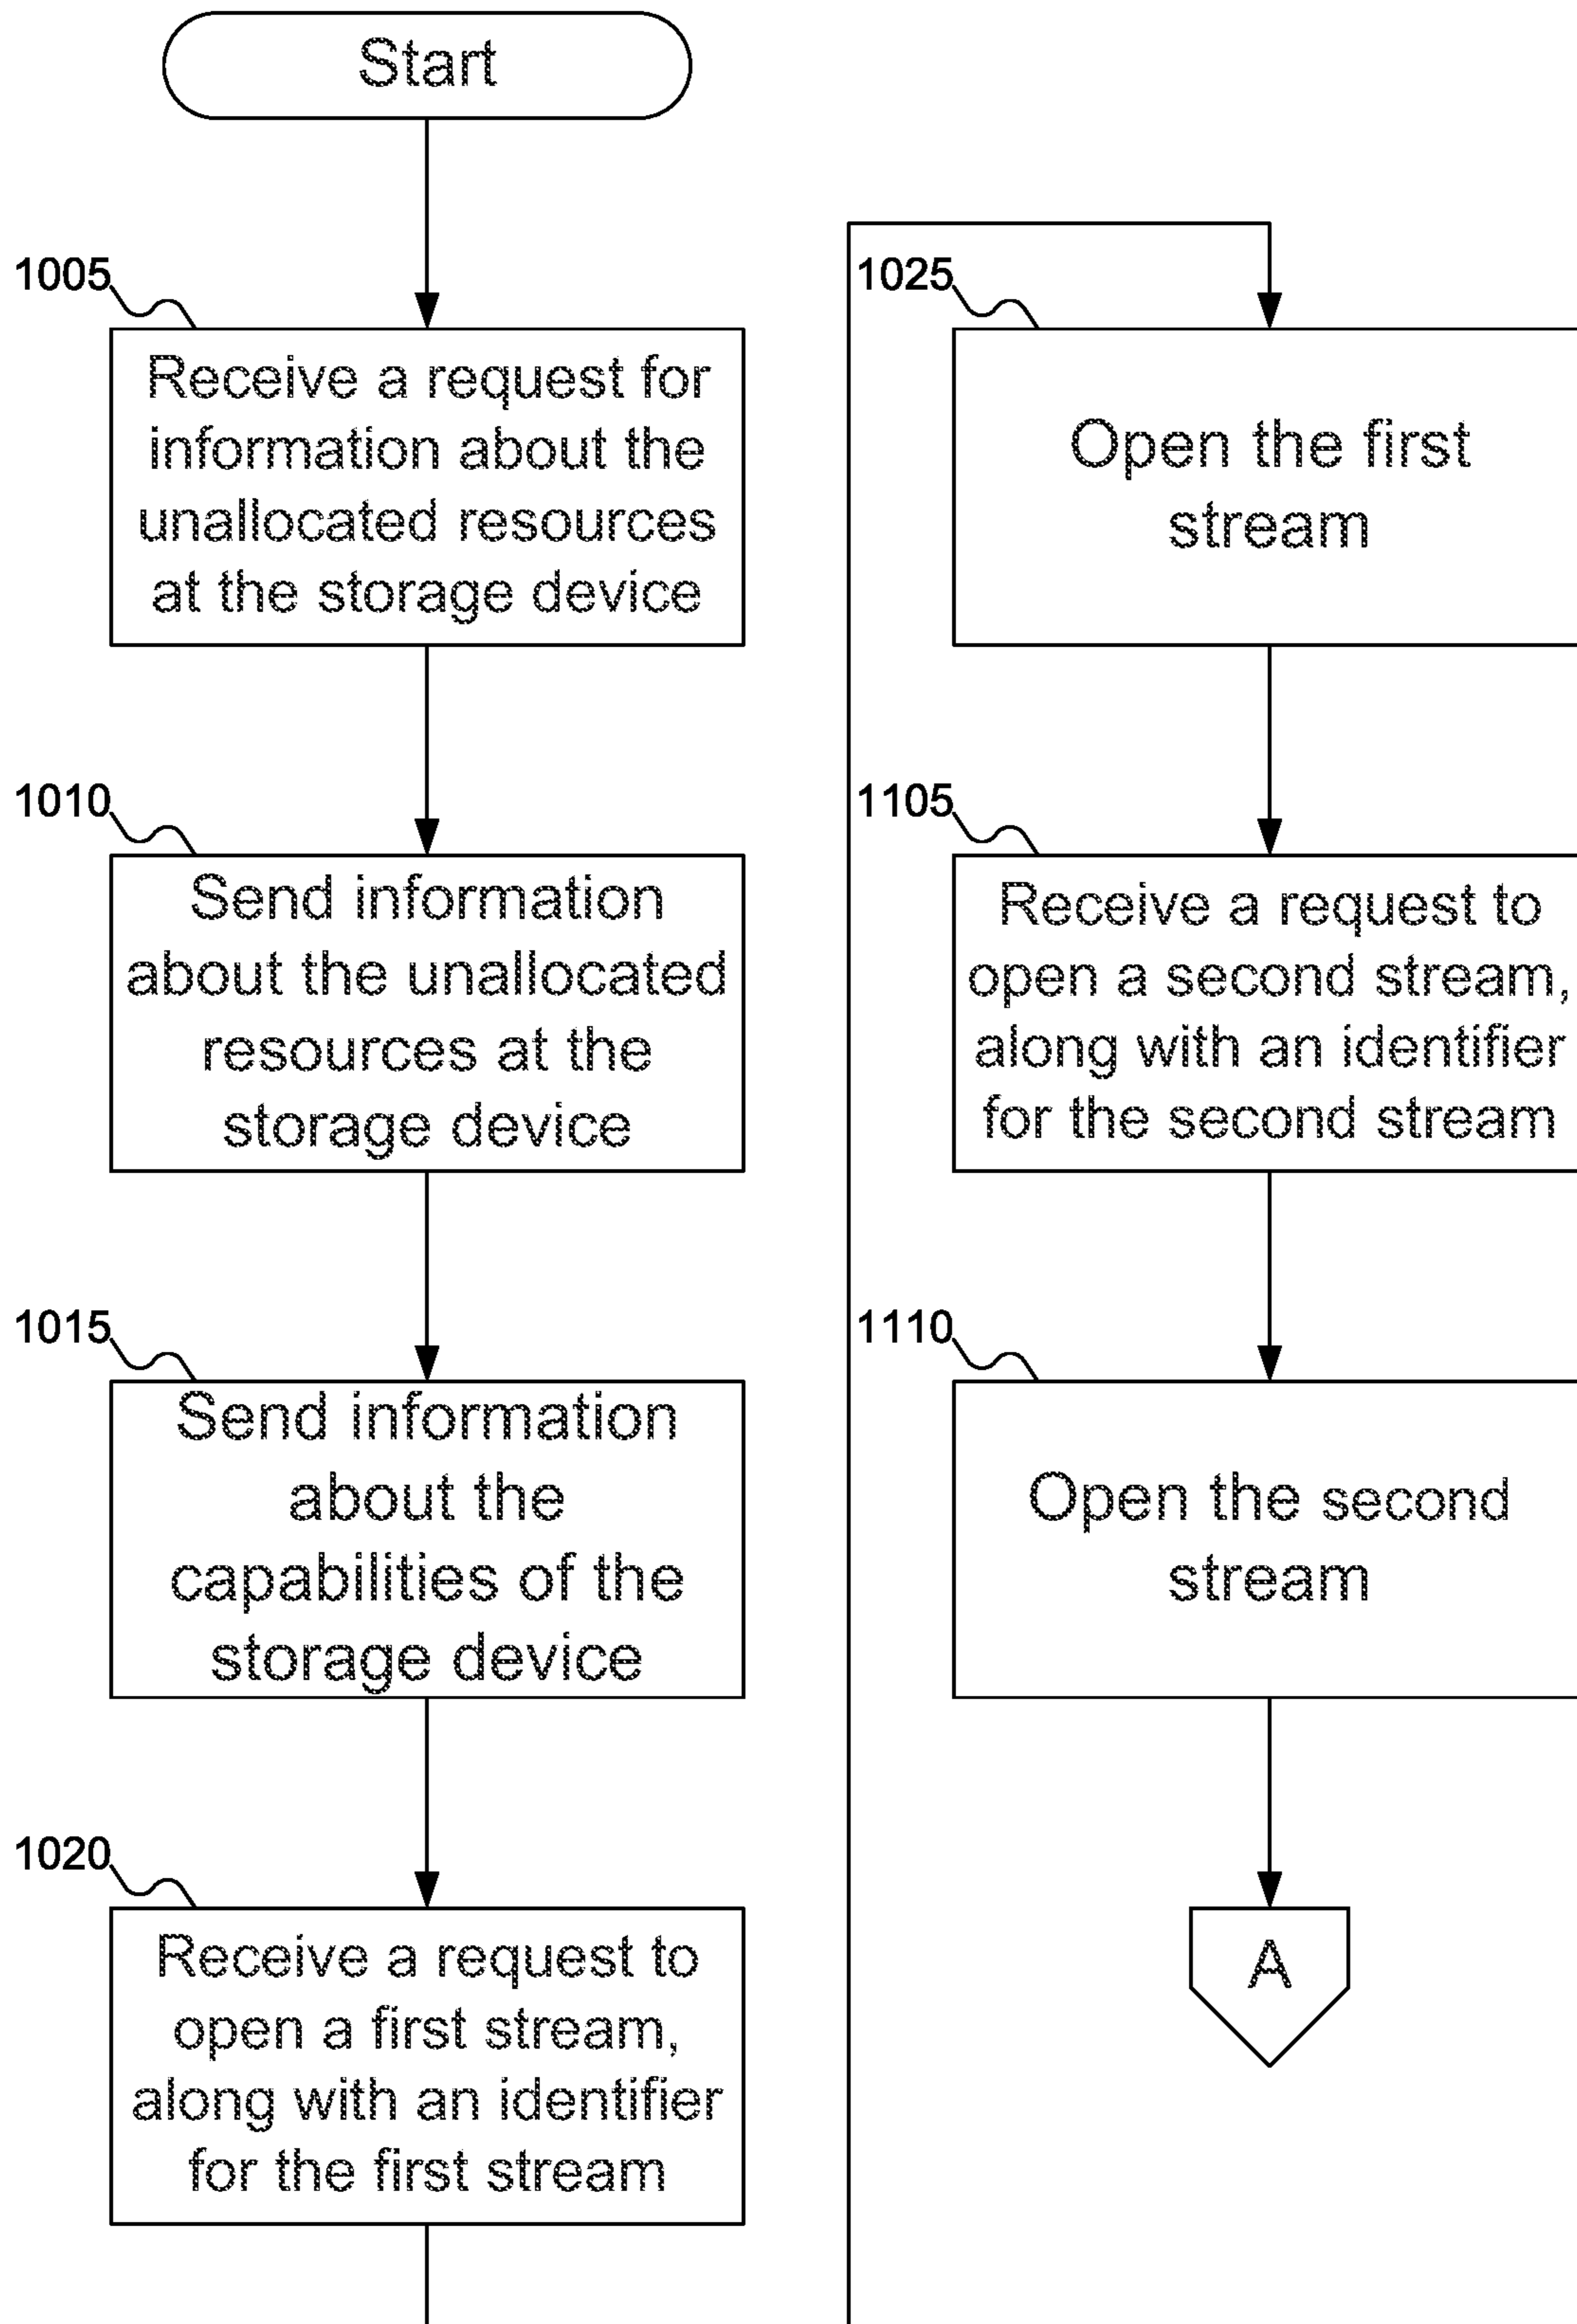 Start
1005
Receive a request for
information about the
unallocated resources
at the storage device
1010
Send information
about the unallocated
resources at the
storage device
1015
Send information
about the
capabilities of the
storage device
1020
Receive a request to
open a first stream,
along with an identifier
for the first stream
1025
Open the first
stream
1105
Receive a request to
open a second stream,
along with an identifier
for the second stream
1110
Open the second
stream
A